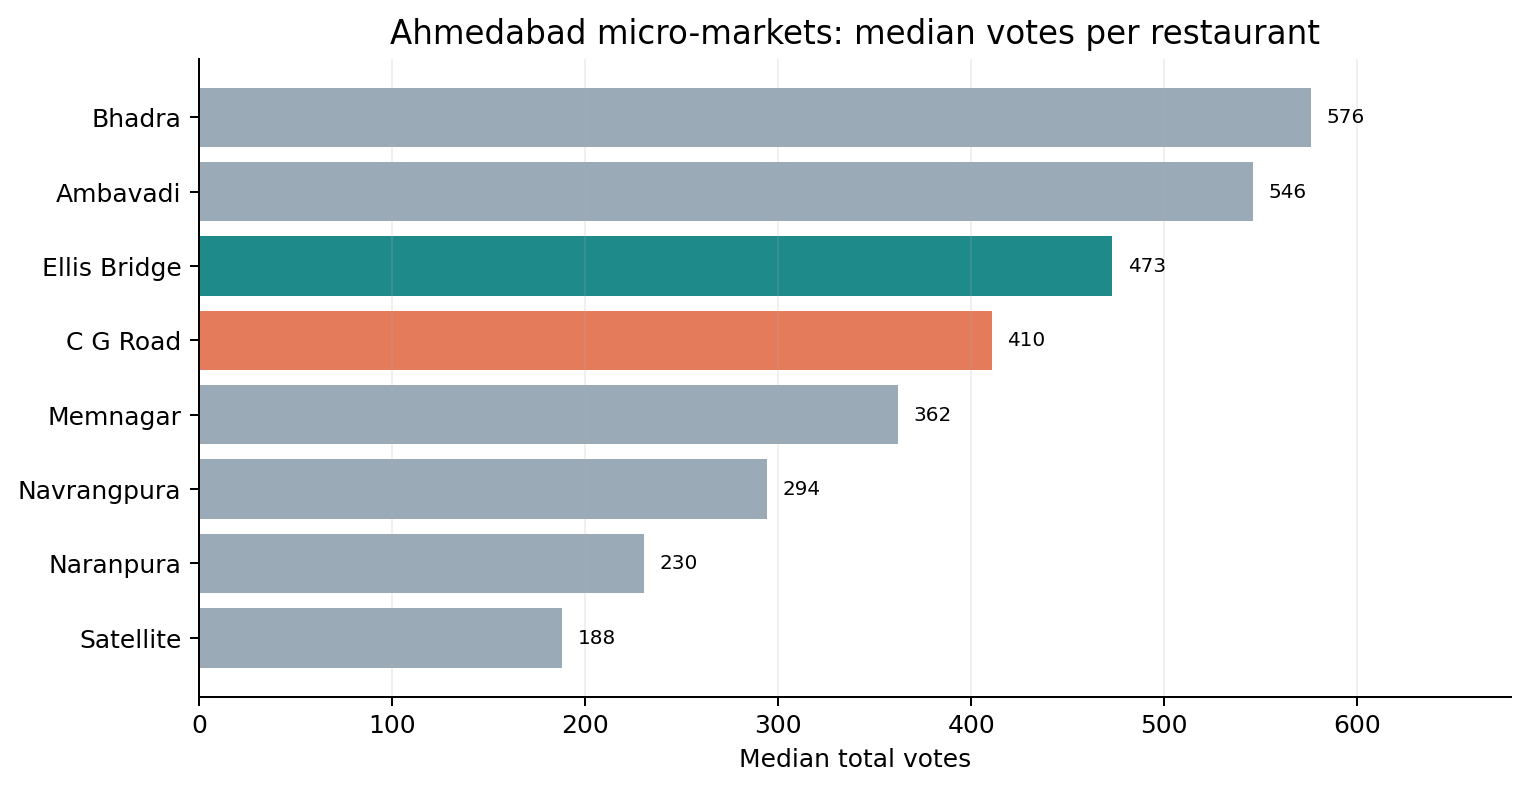 Ahmedabad micro-markets: median votes per restaurant
Bhadra 576
Ambavadi 546
Ellis Bridge 473
C G Road 410
Memnagar 362
Navrangpura 294
Naranpura 230
Satellite 188
0 100 200 300 400 500 600
Median total votes